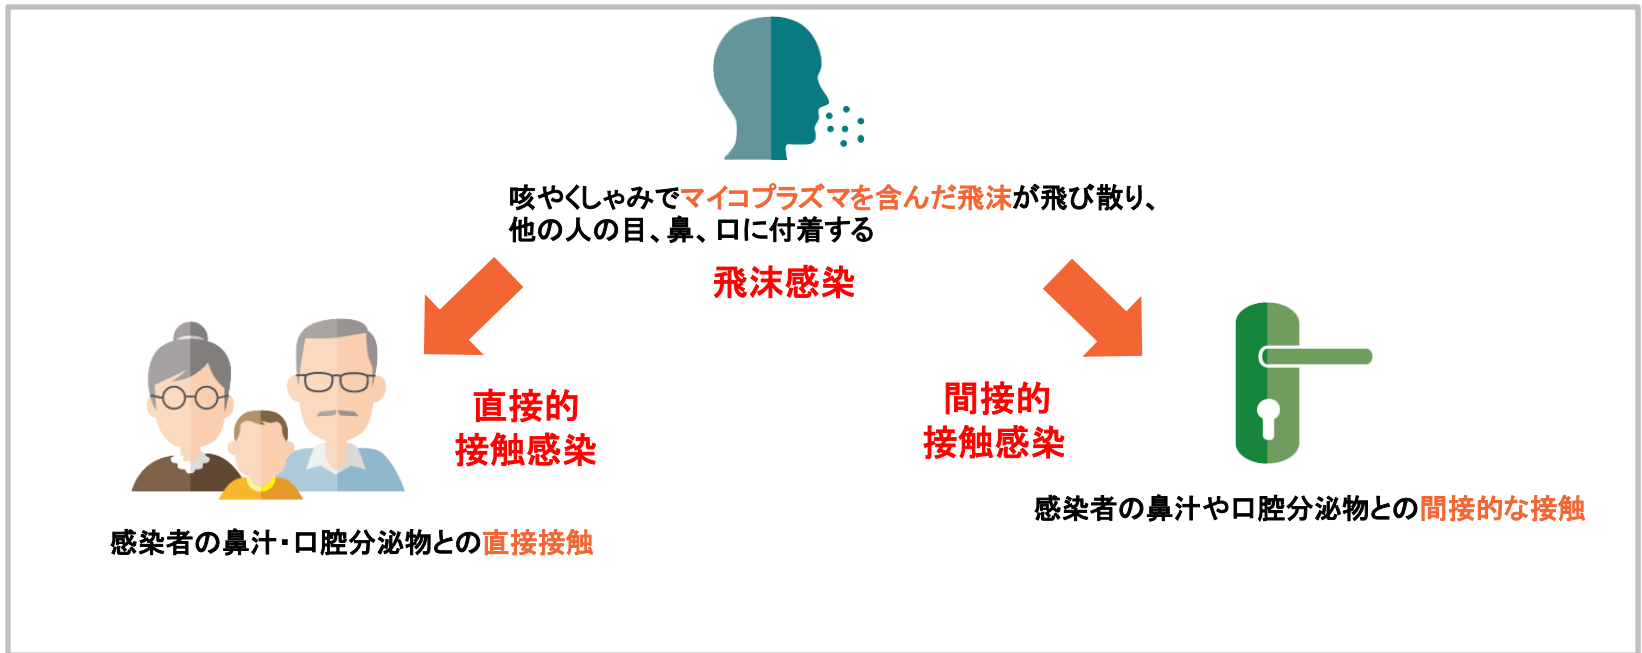 咳やくしゃみでマイコプラズマを含んだ飛沫が飛び散り、
他の人の目、鼻、口に付着する
飛沫感染
直接的
接触感染
感染者の鼻汁・口腔分泌物との直接接触
間接的
接触感染
感染者の鼻汁や口腔分泌物との間接的な接触